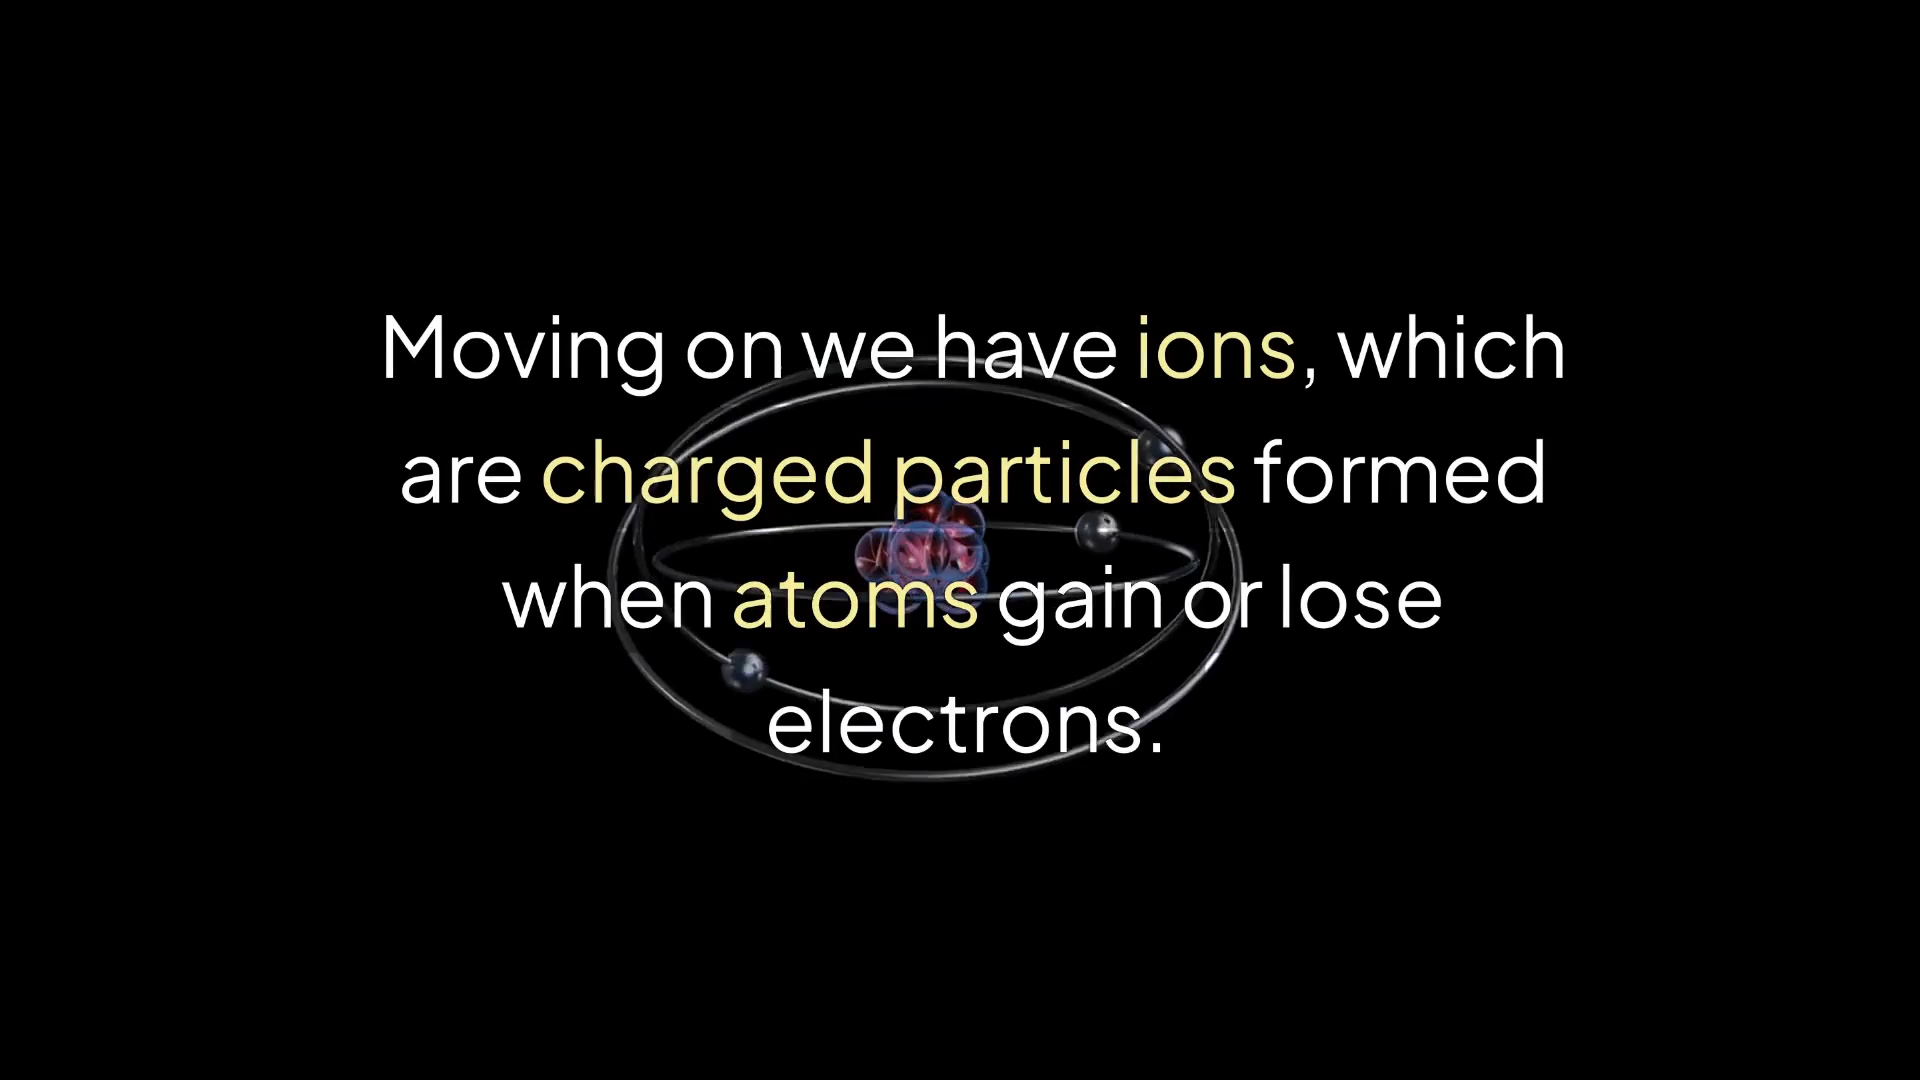 Moving on we have ions, which
are charged particles formed
when atoms gain or lose
electrons.